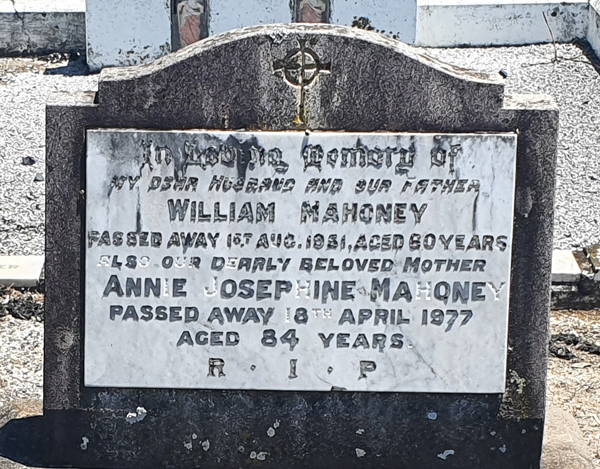 In Loving Memory of
MY DEAR HUSBAND AND OUR FATHER
WILLIAM MAHONEY
PASSED AWAY 1ST AUG. 1951, AGED 60 YEARS
ALSO OUR DEARLY BELOVED MOTHER
ANNIE JOSEPHINE MAHONEY
PASSED AWAY 18TH APRIL 1977
AGED 84 YEARS.
R . I . P